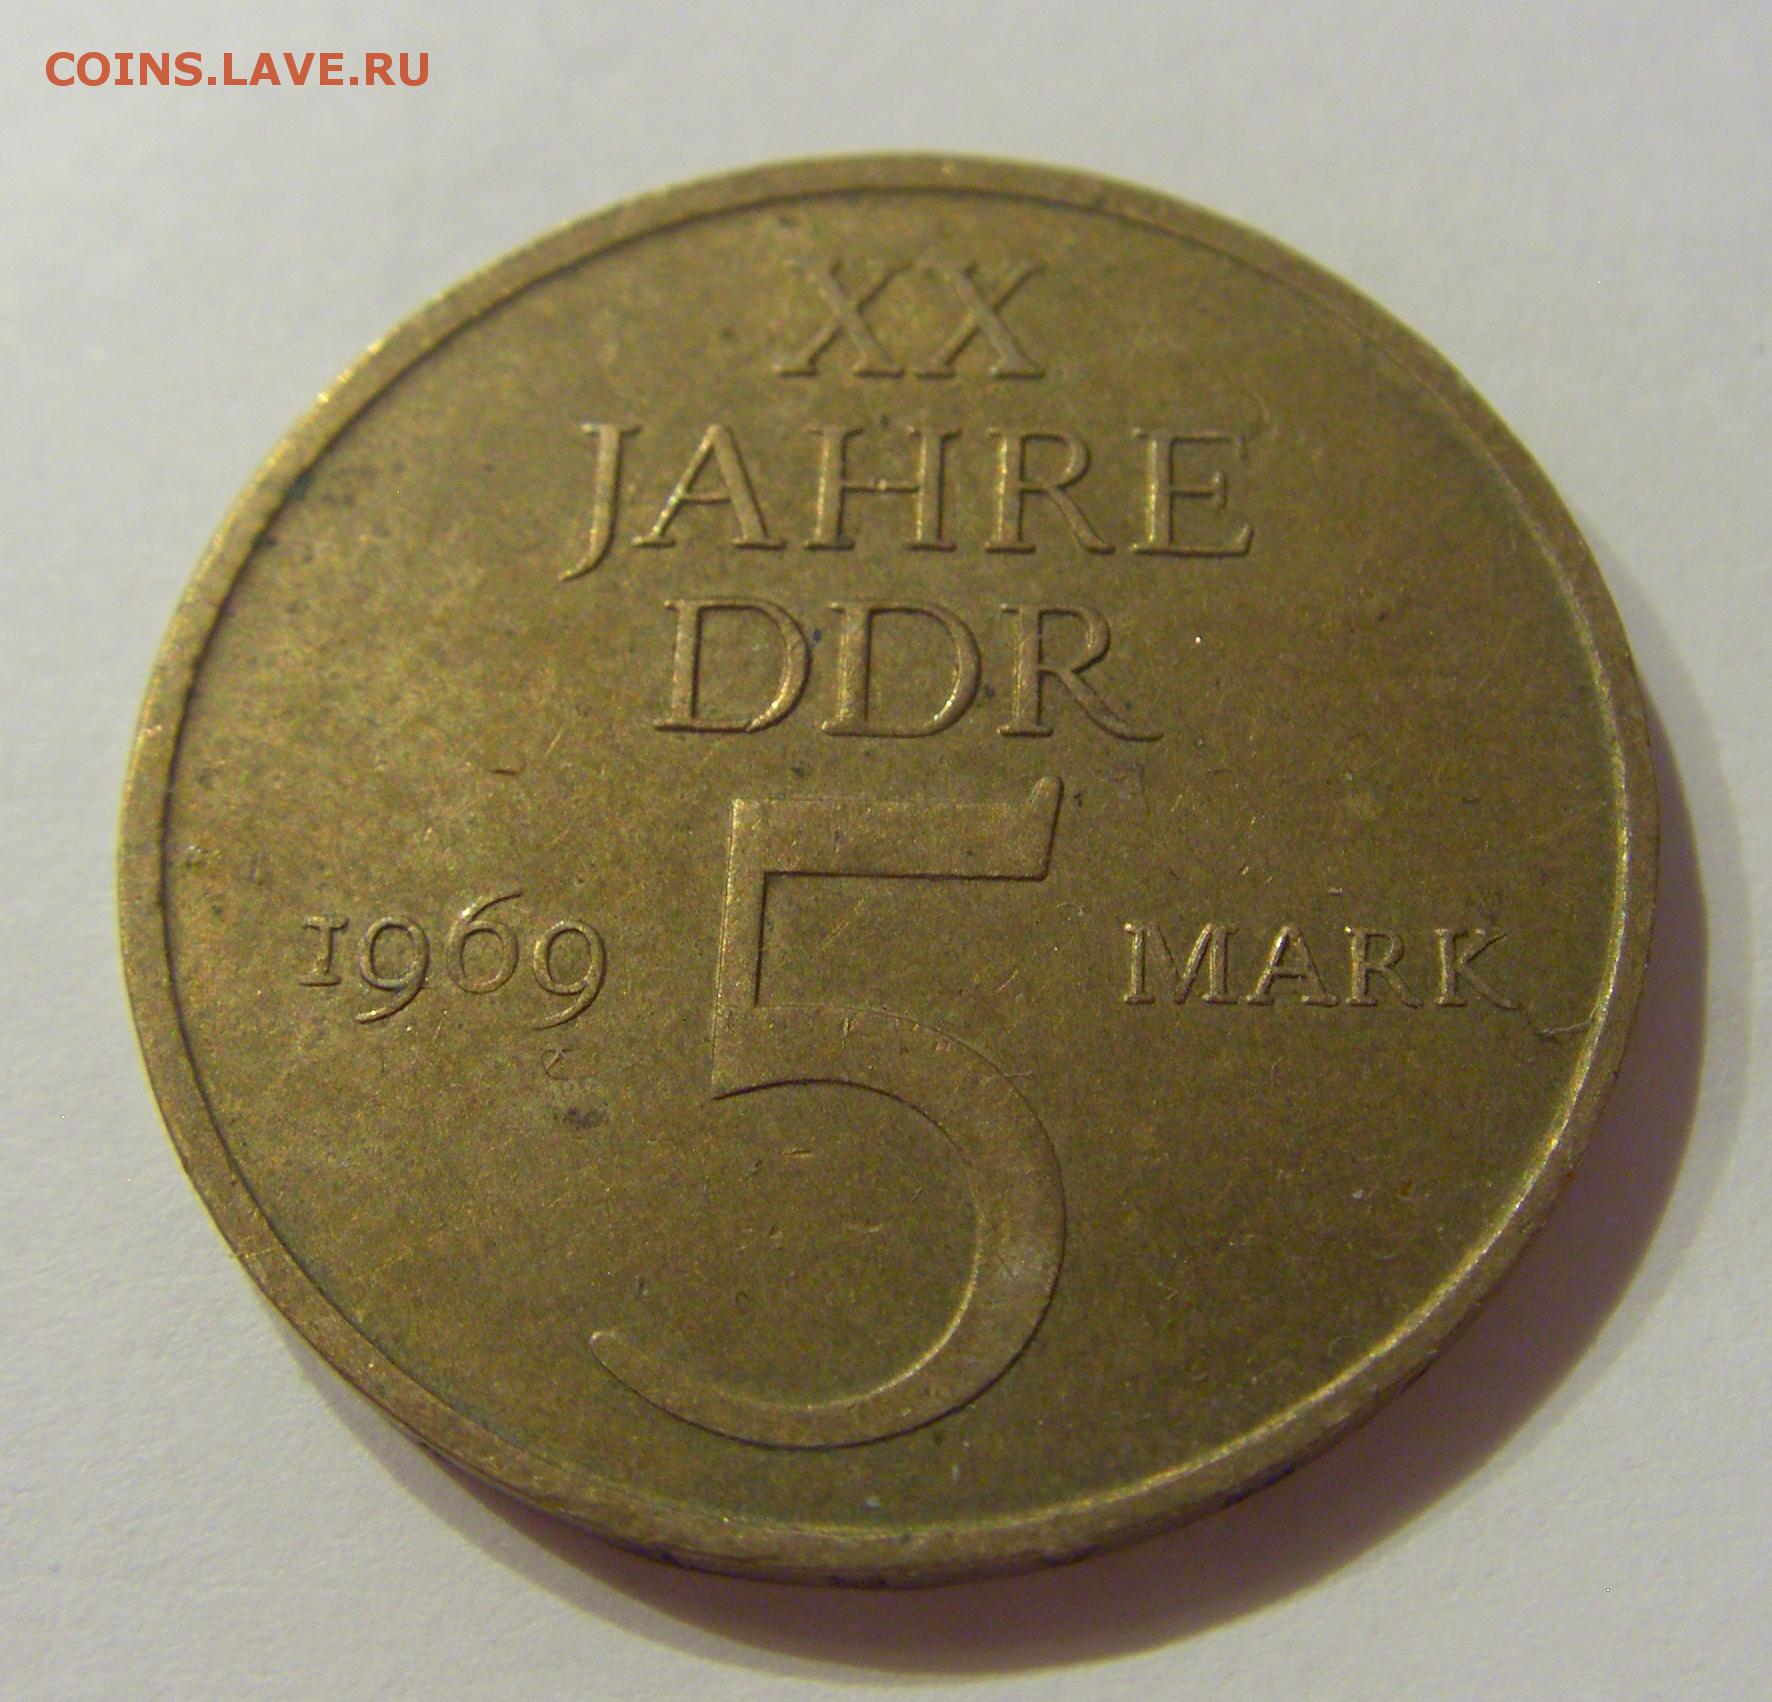 COINS.LAVE.RU
XX
JAHRE
DDR
1969 5 MARK